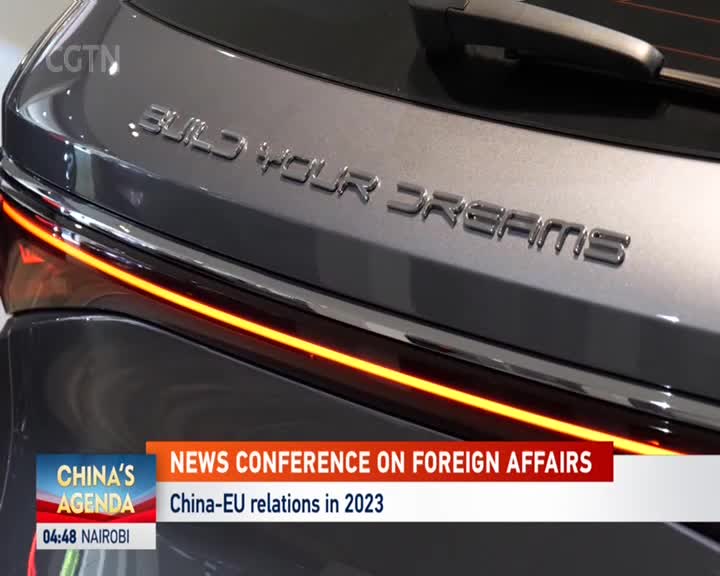 CGTN
BUILD YOUR DREAMS
NEWS CONFERENCE ON FOREIGN AFFAIRS
CHINA'S
AGENDA
China-EU relations in 2023
04:48 NAIROBI